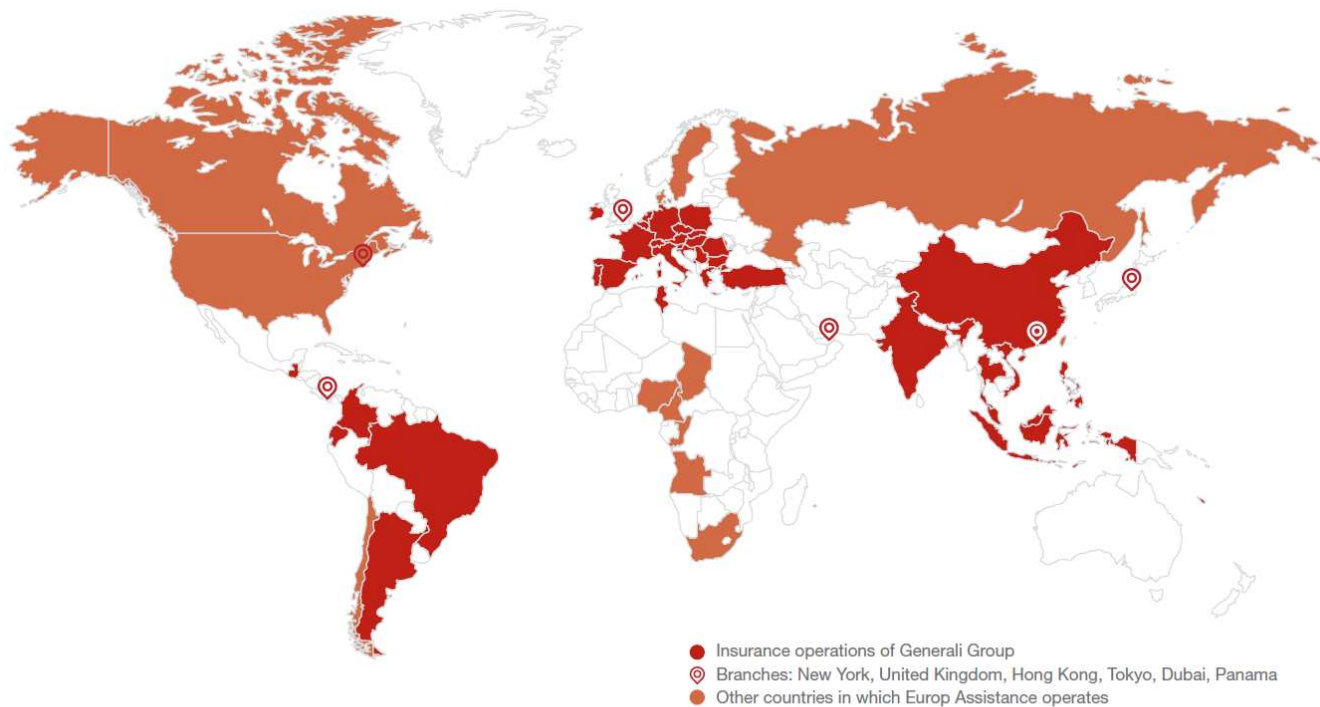 Insurance operations of Generali Group
Branches: New York, United Kingdom, Hong Kong, Tokyo, Dubai, Panama
Other countries in which Europ Assistance operates